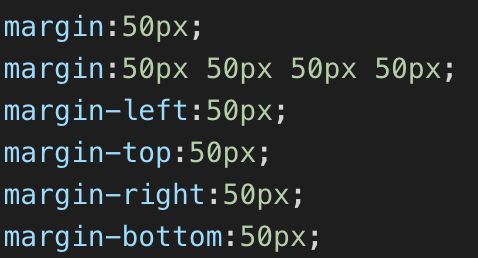 margin:50px;
margin:50px 50px 50px 50px;
margin-left:50px;
margin-top:50px;
margin-right:50px;
margin-bottom:50px;